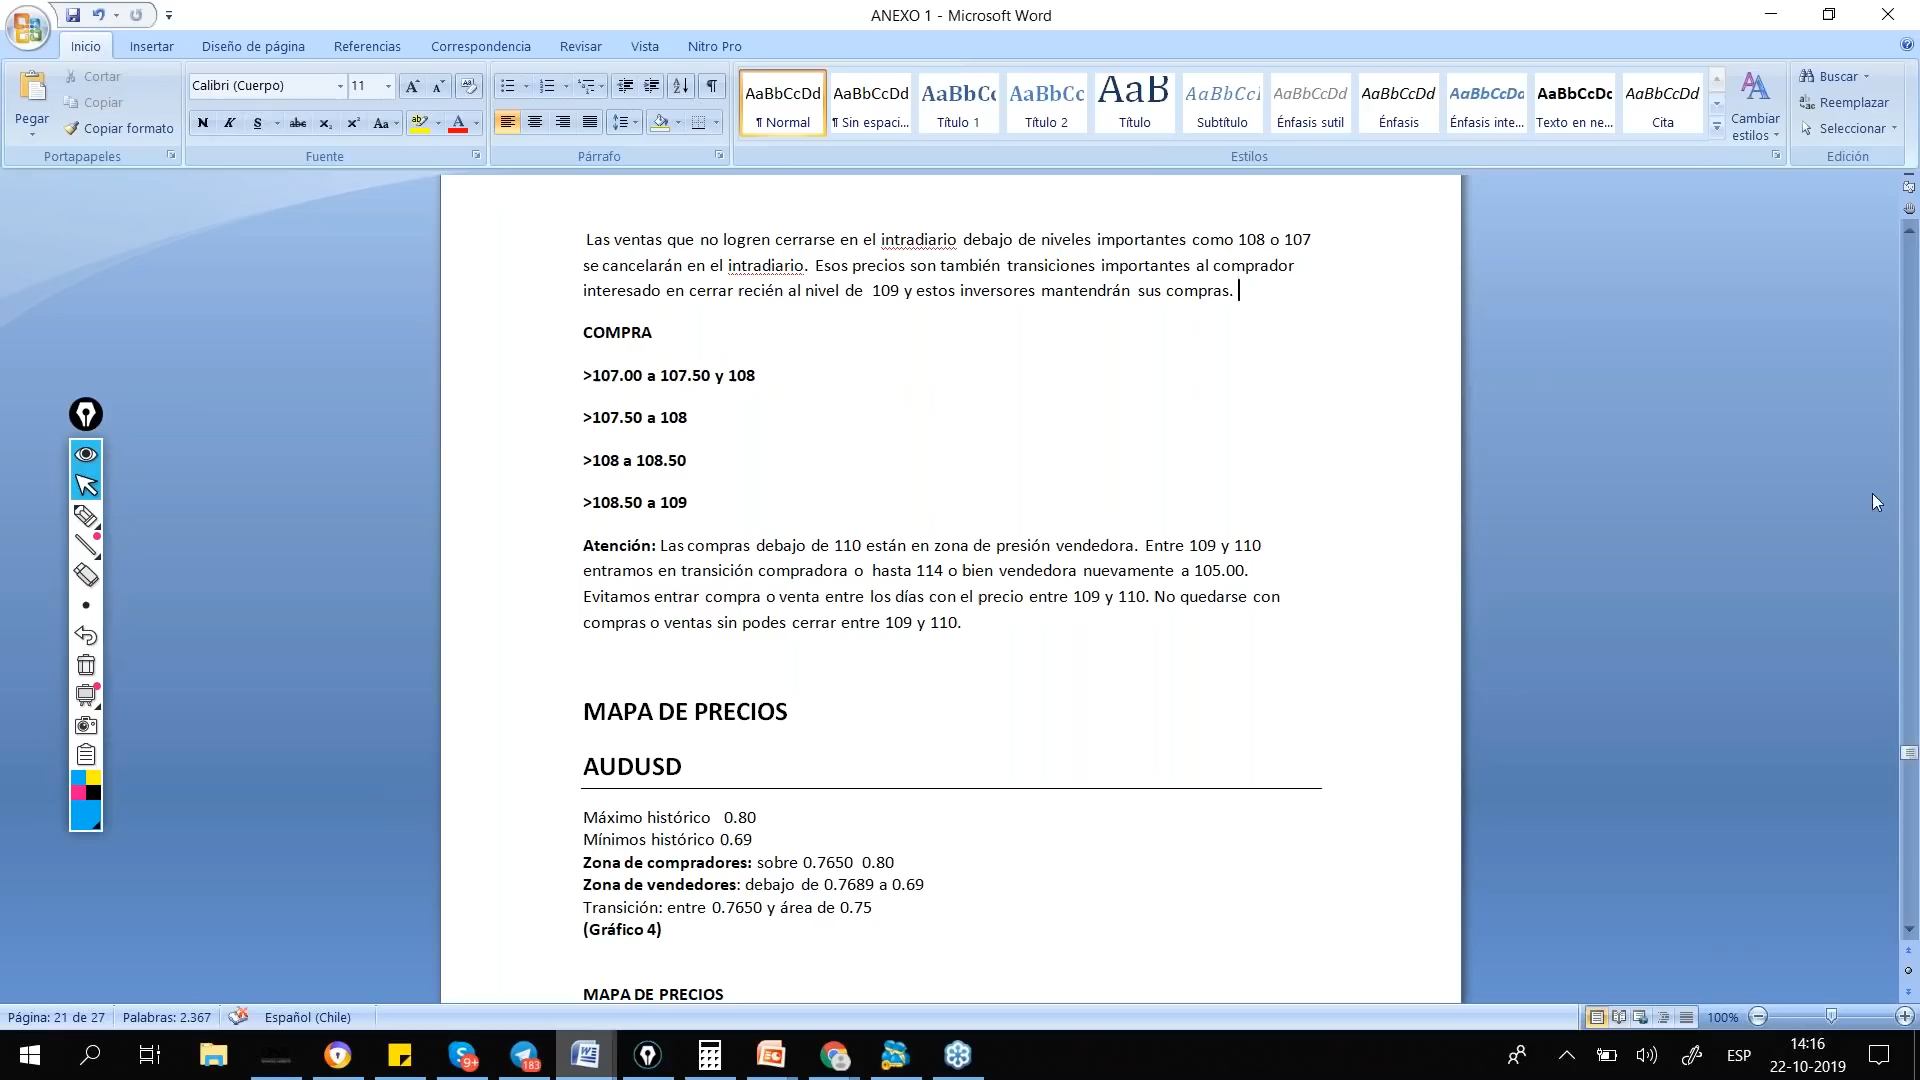 ANEXO 1 - Microsoft Word
Inicio
Insertar
Diseño de página
Referencias
Correspondencia
Revisar
Vista
Nitro Pro
Pegar
Cortar
Copiar
Copiar formato
Portapapeles
Calibri (Cuerpo)
11
Fuente
Párrafo
AaBbCcDd
¶ Normal
AaBbCcDd
¶ Sin espaci...
AaBbCc
Título 1
AaBbCc
Título 2
AaB
Título
AaBbCcI
Subtítulo
AaBbCcDd
Énfasis sutil
AaBbCcDd
Énfasis
AaBbCcDd
Énfasis inte...
AaBbCcDc
Texto en ne...
AaBbCcDd
Cita
Cambiar
estilos
Estilos
Buscar
Reemplazar
Seleccionar
Edición
Las ventas que no logren cerrarse en el intradiario debajo de niveles importantes como 108 o 107
se cancelarán en el intradiario. Esos precios son también transiciones importantes al comprador
interesado en cerrar recién al nivel de 109 y estos inversores mantendrán sus compras.
COMPRA
>107.00 a 107.50 y 108
>107.50 a 108
>108 a 108.50
>108.50 a 109
Atención: Las compras debajo de 110 están en zona de presión vendedora. Entre 109 y 110
entramos en transición compradora o hasta 114 o bien vendedora nuevamente a 105.00.
Evitamos entrar compra o venta entre los días con el precio entre 109 y 110. No quedarse con
compras o ventas sin podes cerrar entre 109 y 110.
MAPA DE PRECIOS
AUDUSD
Máximo histórico 0.80
Mínimos histórico 0.69
Zona de compradores: sobre 0.7650 0.80
Zona de vendedores: debajo de 0.7689 a 0.69
Transición: entre 0.7650 y área de 0.75
(Gráfico 4)
MAPA DE PRECIOS
Página: 21 de 27
Palabras: 2.367
Español (Chile)
100%
9+
183
ESP
14:16
22-10-2019